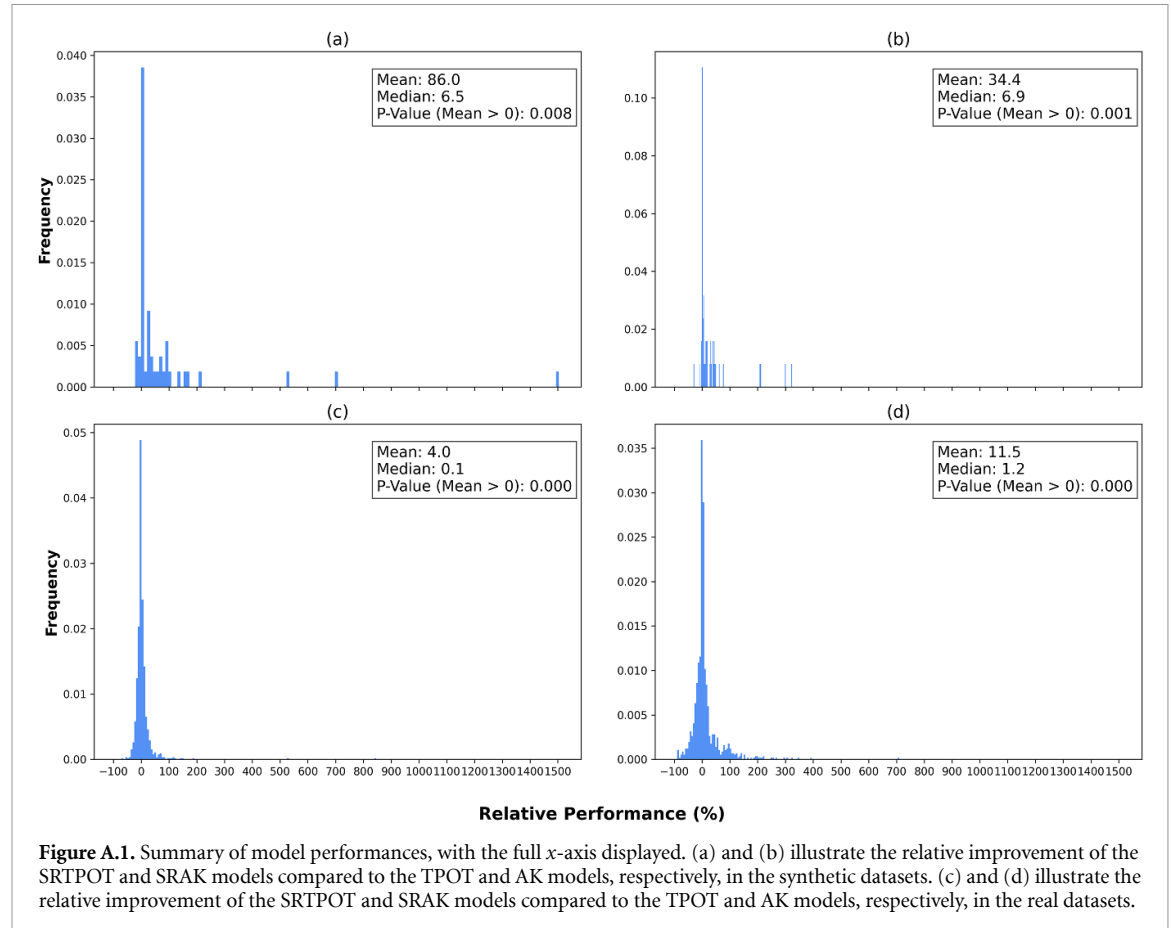 (a)
0.040
0.035
0.030
0.025
0.020
0.015
0.010
0.005
0.000
Frequency
Mean: 86.0
Median: 6.5
P-Value (Mean > 0): 0.008
(b)
0.10
0.08
0.06
0.04
0.02
0.00
Mean: 34.4
Median: 6.9
P-Value (Mean > 0): 0.001
(c)
0.05
0.04
0.03
0.02
0.01
0.00
Frequency
Mean: 4.0
Median: 0.1
P-Value (Mean > 0): 0.000
−100 0 100 200 300 400 500 600 700 800 900 1000 1100 1500
(d)
0.035
0.030
0.025
0.020
0.015
0.010
0.005
0.000
Mean: 11.5
Median: 1.2
P-Value (Mean > 0): 0.000
−100 0 100 200 300 400 500 600 700 800 900 1000 1400 1500
Relative Performance (%)
Figure A.1. Summary of model performances, with the full x-axis displayed. (a) and (b) illustrate the relative improvement of the
SRTPOT and SRAK models compared to the TPOT and AK models, respectively, in the synthetic datasets. (c) and (d) illustrate the
relative improvement of the SRTPOT and SRAK models compared to the TPOT and AK models, respectively, in the real datasets.